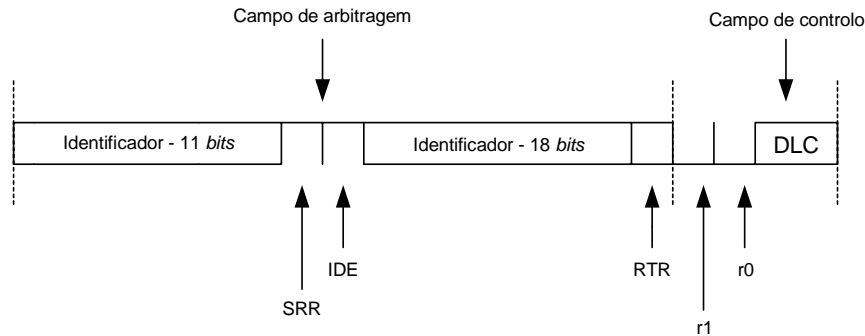 Campo de arbitragem
Campo de controlo
Identificador - 11 bits
Identificador - 18 bits
DLC
IDE
RTR
r0
SRR
r1